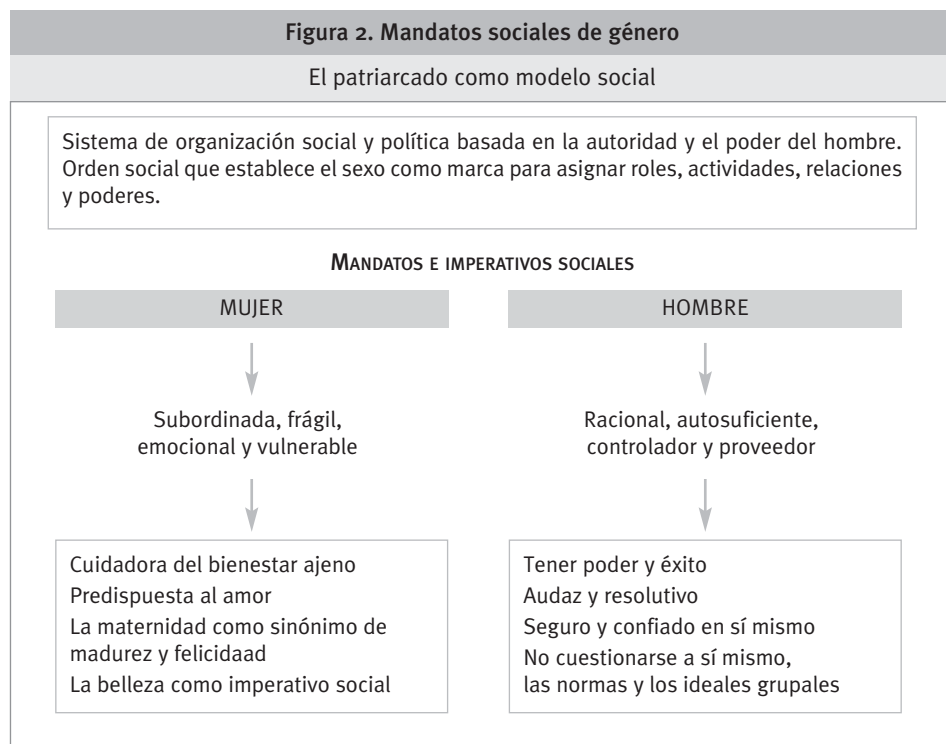 Figura 2. Mandatos sociales de género
El patriarcado como modelo social
Sistema de organización social y política basada en la autoridad y el poder del hombre.
Orden social que establece el sexo como marca para asignar roles, actividades, relaciones
y poderes.
Mandatos e imperativos sociales
MUJER
Subordinada, frágil,
emocional y vulnerable
Cuidadora del bienestar ajeno
Predispuesta al amor
La maternidad como sinónimo de
madurez y felicidaad
La belleza como imperativo social
HOMBRE
Racional, autosuficiente,
controlador y proveedor
Tener poder y éxito
Audaz y resolutivo
Seguro y confiado en sí mismo
No cuestionarse a sí mismo,
las normas y los ideales grupales